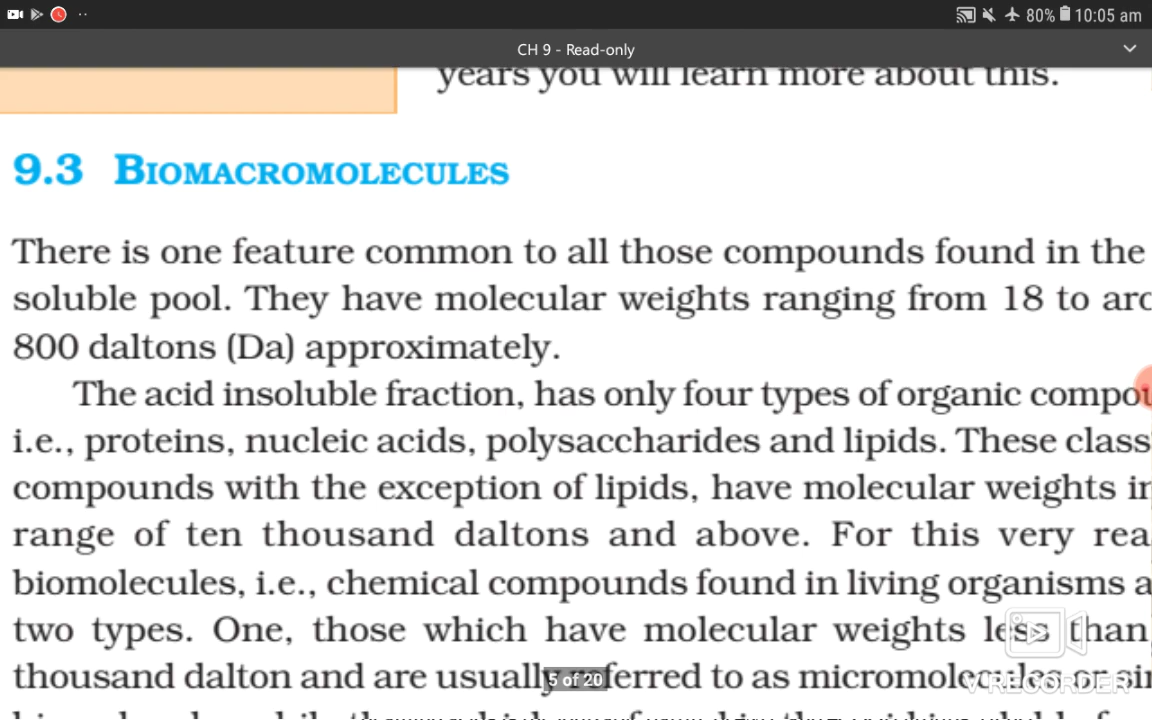 80% 10:05 am
CH 9 - Read-only
years you will learn more about this.
9.3 BIOMACROMOLECULES
There is one feature common to all those compounds found in the
soluble pool. They have molecular weights ranging from 18 to
800 daltons (Da) approximately.
The acid insoluble fraction, has only four types of organic
i.e., proteins, nucleic acids, polysaccharides and lipids. These
compounds with the exception of lipids, have molecular weights
range of ten thousand daltons and above. For this very
biomolecules, i.e., chemical compounds found in living organisms
two types. One, those which have molecular weights less than
thousand dalton and are usually referred to as micromolecules or
5 of 20
V RECORDER